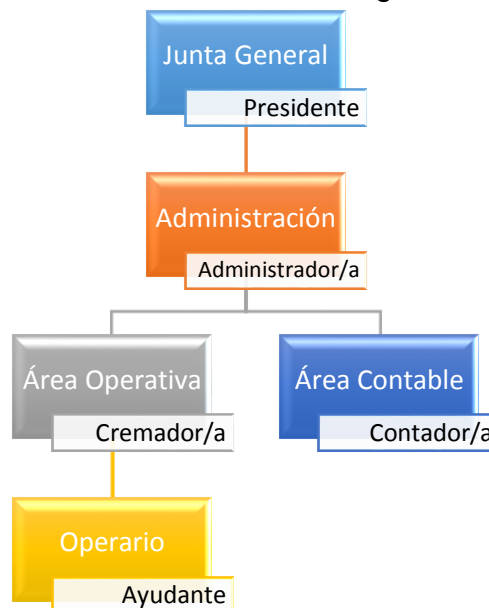 Junta General
Presidente
Administración
Administrador/a
Área Operativa
Cremador/a
Área Contable
Contador/a
Operario
Ayudante